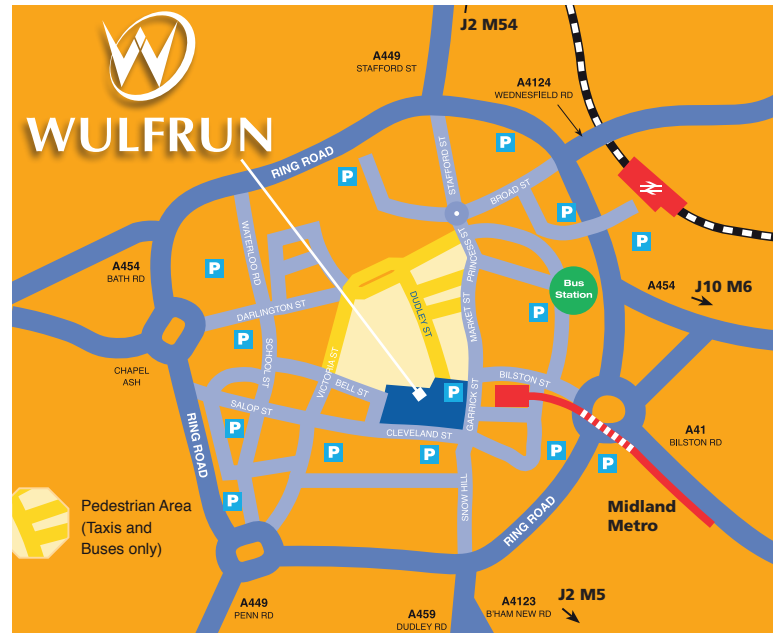 J2 M54
A449
STAFFORD ST
A4124
WEDNESFIELD RD
WULFRUN
RING ROAD
P
P
STAFFORD ST
BROAD ST
P
P
WATERLOO RD
PRINCESS ST
A454
BATH RD
P
Bus
Station
A454
J10 M6
DARLINGTON ST
DUDLEY ST
MARKET ST
P
P
CHAPEL
ASH
SCHOOL ST
VICTORIA ST
BELL ST
P
BILSTON ST
GARRICK ST
SALOP ST
RING ROAD
P
CLEVELAND ST
A41
BILSTON RD
P
P
P
P
P
SNOW HILL
RING ROAD
Midland
Metro
Pedestrian Area
(Taxis and
Buses only)
A449
PENN RD
A459
DUDLEY RD
A4123
B'HAM NEW RD
J2 M5